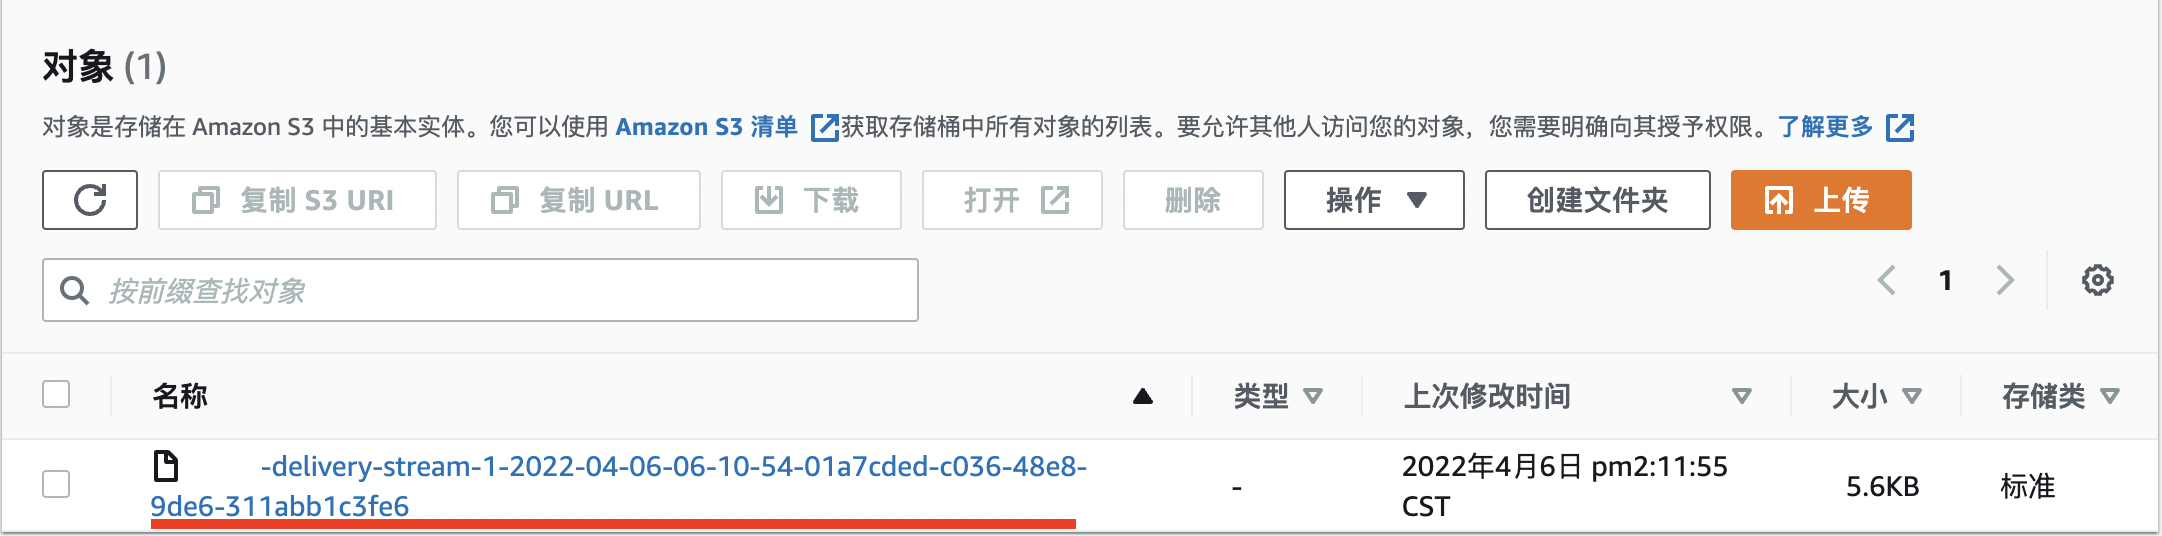 对象 (1)
对象是存储在 Amazon S3 中的基本实体。您可以使用 Amazon S3 清单 获取存储桶中所有对象的列表。要允许其他人访问您的对象，您需要明确向其授予权限。了解更多
复制 S3 URI 复制 URL 下载 打开 删除 操作 创建文件夹 上传
按前缀查找对象 1
名称 类型 上次修改时间 大小 存储类
-delivery-stream-1-2022-04-06-06-10-54-01a7cded-c036-48e8-
9de6-311abb1c3fe6 - 2022年4月6日 pm2:11:55
CST 5.6KB 标准